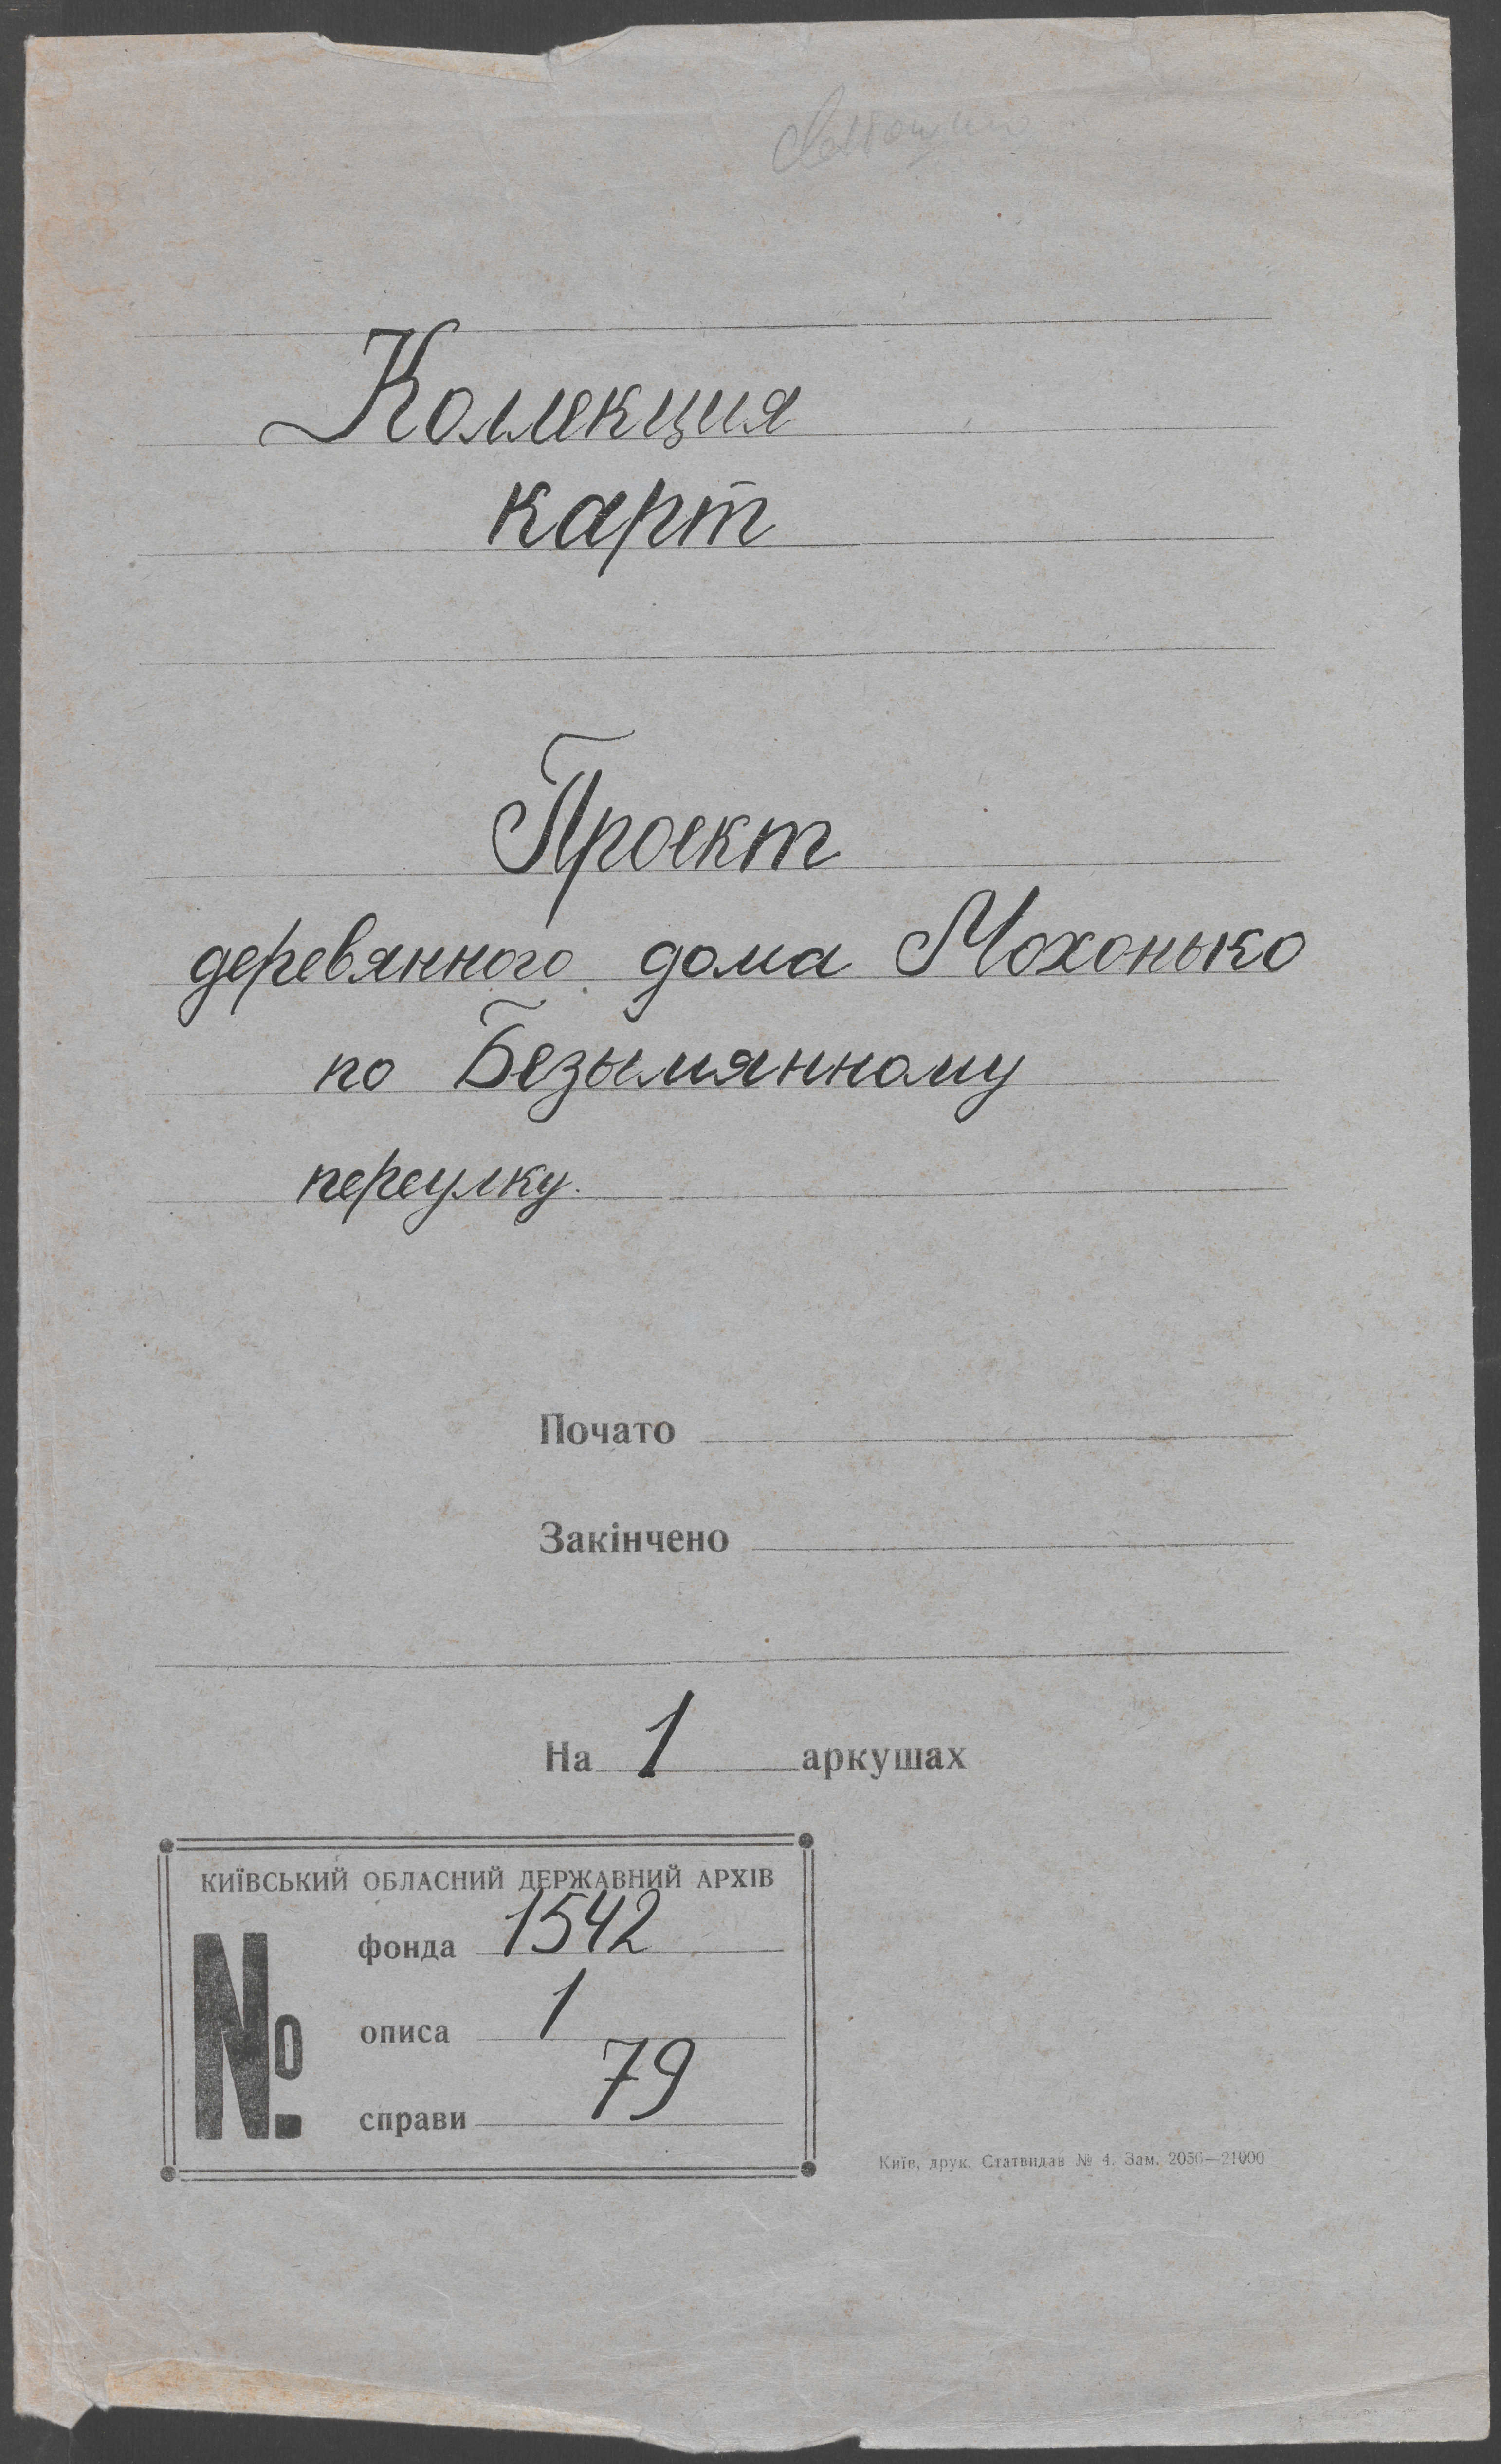 Коллекция
карт
Проект
деревянного дома Мохонько
по Безымянному
переулку.
Почато
Закінчено
На 1 аркушах
КИЇВСЬКИЙ ОБЛАСНИЙ ДЕРЖАВНИЙ АРХІВ
№
фонда 1542
описа 1
справи 79
Київ, друк. Статвидав № 4. Зам. 2056—21000